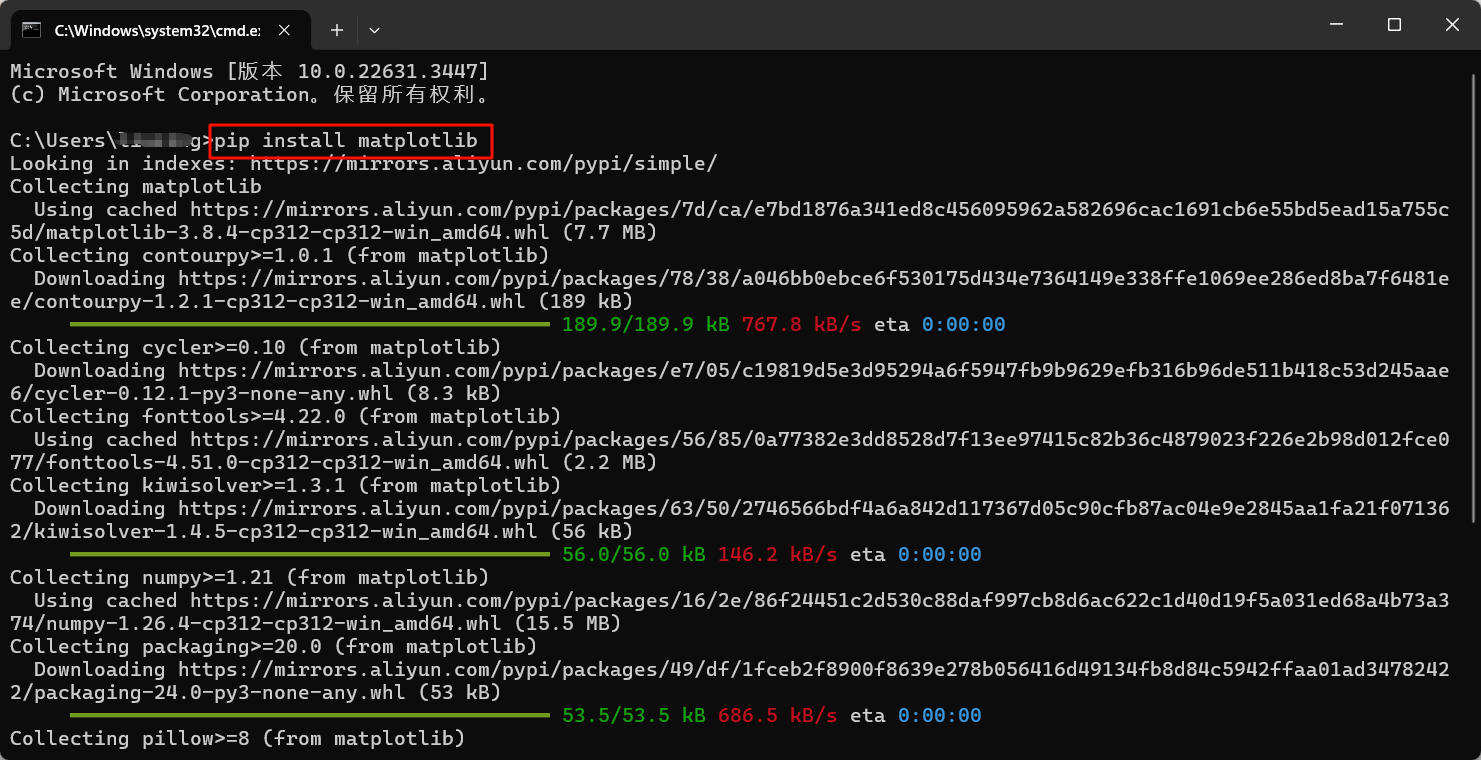 C:\Windows\system32\cmd.e
Microsoft Windows [版本 10.0.22631.3447]
(c) Microsoft Corporation。保留所有权利。
C:\Users\ g>pip install matplotlib
Looking in indexes: https://mirrors.aliyun.com/pypi/simple/
Collecting matplotlib
Using cached https://mirrors.aliyun.com/pypi/packages/7d/ca/e7bd1876a341ed8c456095962a582696cac1691cb6e55bd5ead15a755c
5d/matplotlib-3.8.4-cp312-cp312-win_amd64.whl (7.7 MB)
Collecting contourpy>=1.0.1 (from matplotlib)
Downloading https://mirrors.aliyun.com/pypi/packages/78/38/a046bb0ebce6f530175d434e7364149e338ffe1069ee286ed8ba7f6481e
e/contourpy-1.2.1-cp312-cp312-win_amd64.whl (189 kB)
189.9/189.9 kB 767.8 kB/s eta 0:00:00
Collecting cycler>=0.10 (from matplotlib)
Downloading https://mirrors.aliyun.com/pypi/packages/e7/05/c19819d5e3d95294a6f5947fb9b9629efb316b96de511b418c53d245aae
6/cycler-0.12.1-py3-none-any.whl (8.3 kB)
Collecting fonttools>=4.22.0 (from matplotlib)
Using cached https://mirrors.aliyun.com/pypi/packages/56/85/0a77382e3dd8528d7f13ee97415c82b36c4879023f226e2b98d012fce0
77/fonttools-4.51.0-cp312-cp312-win_amd64.whl (2.2 MB)
Collecting kiwisolver>=1.3.1 (from matplotlib)
Downloading https://mirrors.aliyun.com/pypi/packages/63/50/2746566bdf4a6a842d117367d05c90cfb87ac04e9e2845aa1fa21f07136
2/kiwisolver-1.4.5-cp312-cp312-win_amd64.whl (56 kB)
56.0/56.0 kB 146.2 kB/s eta 0:00:00
Collecting numpy>=1.21 (from matplotlib)
Using cached https://mirrors.aliyun.com/pypi/packages/16/2e/86f24451c2d530c88daf997cb8d6ac622c1d40d19f5a031ed68a4b73a3
74/numpy-1.26.4-cp312-cp312-win_amd64.whl (15.5 MB)
Collecting packaging>=20.0 (from matplotlib)
Downloading https://mirrors.aliyun.com/pypi/packages/49/df/1fceb2f8900f8639e278b056416d49134fb8d84c5942ffaa01ad3478242
2/packaging-24.0-py3-none-any.whl (53 kB)
53.5/53.5 kB 686.5 kB/s eta 0:00:00
Collecting pillow>=8 (from matplotlib)